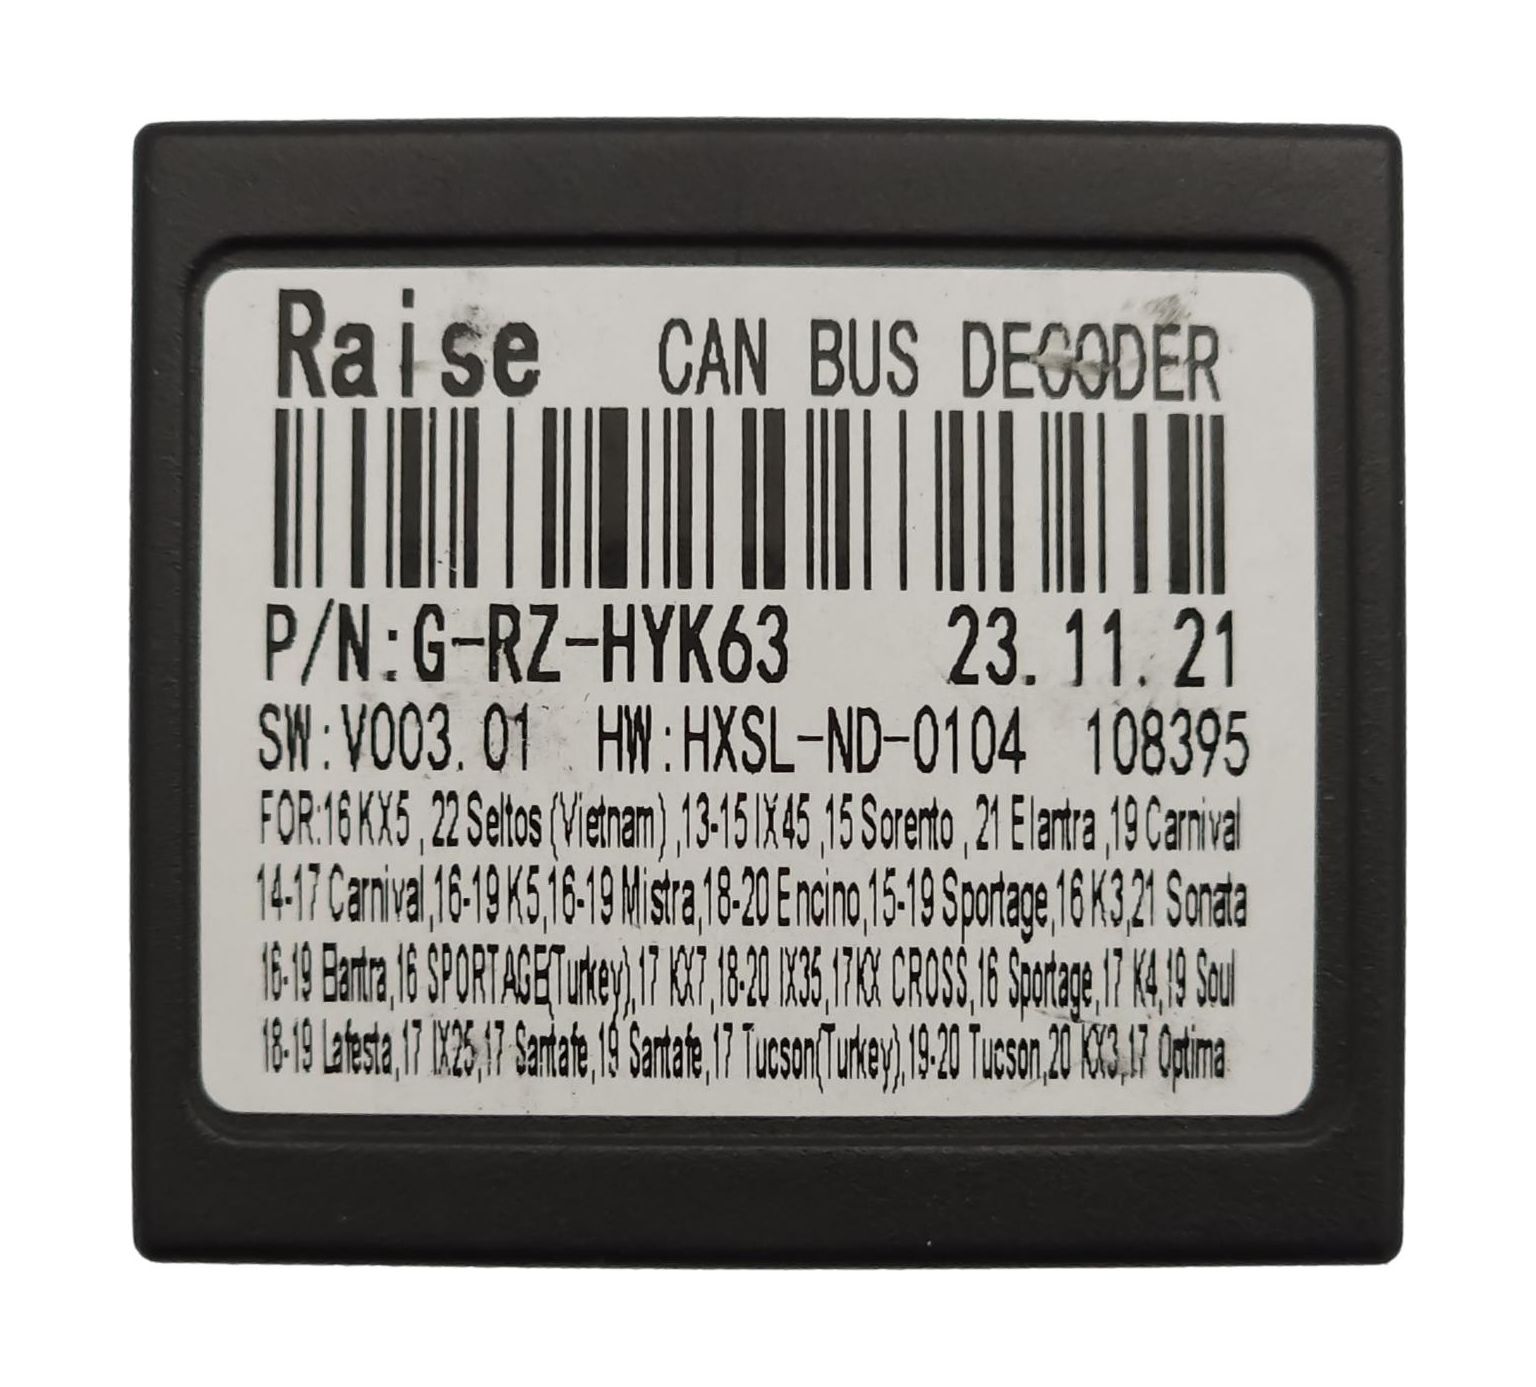 Raise CAN BUS DECODER
P/N:G-RZ-HYK63 23.11.21
SW:V003.01 HW:HXSL-ND-0104 108395
FOR:16 KX5 ,22 Seltos (Vietnam) ,13-15 IX45 ,15 Sorento , 21 Elantra ,19 Carnival
14-17 Carnival,16-19 K5,16-19 Mistra,18-20 Encino,15-19 Sportage,16 K3,21 Sonata
16-19 Elantra,16 SPORTAGE(Turkey),17 KX7,18-20 IX35,17KX CROSS,16 Sportage,17 K4,19 Soul
18-19 Lafesta,17 IX25,17 Santafe,19 Santafe,17 Tucson(Turkey),19-20 Tucson,20 KX3,17 Optima